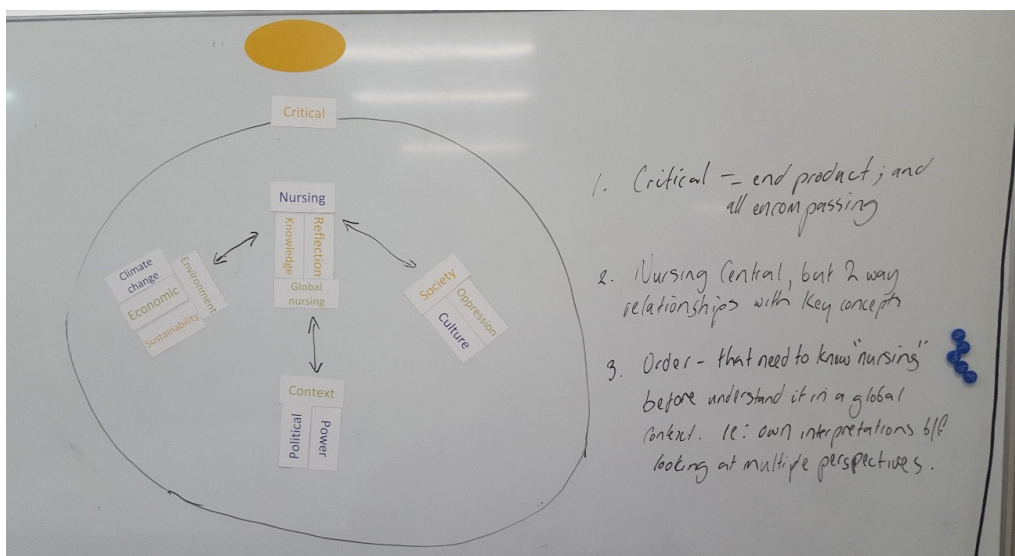 Critical
Nursing
Knowledge
Reflection
Global
nursing
Climate
change
Environment
Economic
Sustainability
Society
Oppression
Culture
Context
Political
Power
1. Critical - end product; and
all encompassing
2. Nursing Central, but 2 way
relationships with key concepts
3. Order - that need to know "nursing"
before understand it in a global
context. ie: own interpretations b/f
looking at multiple perspectives.